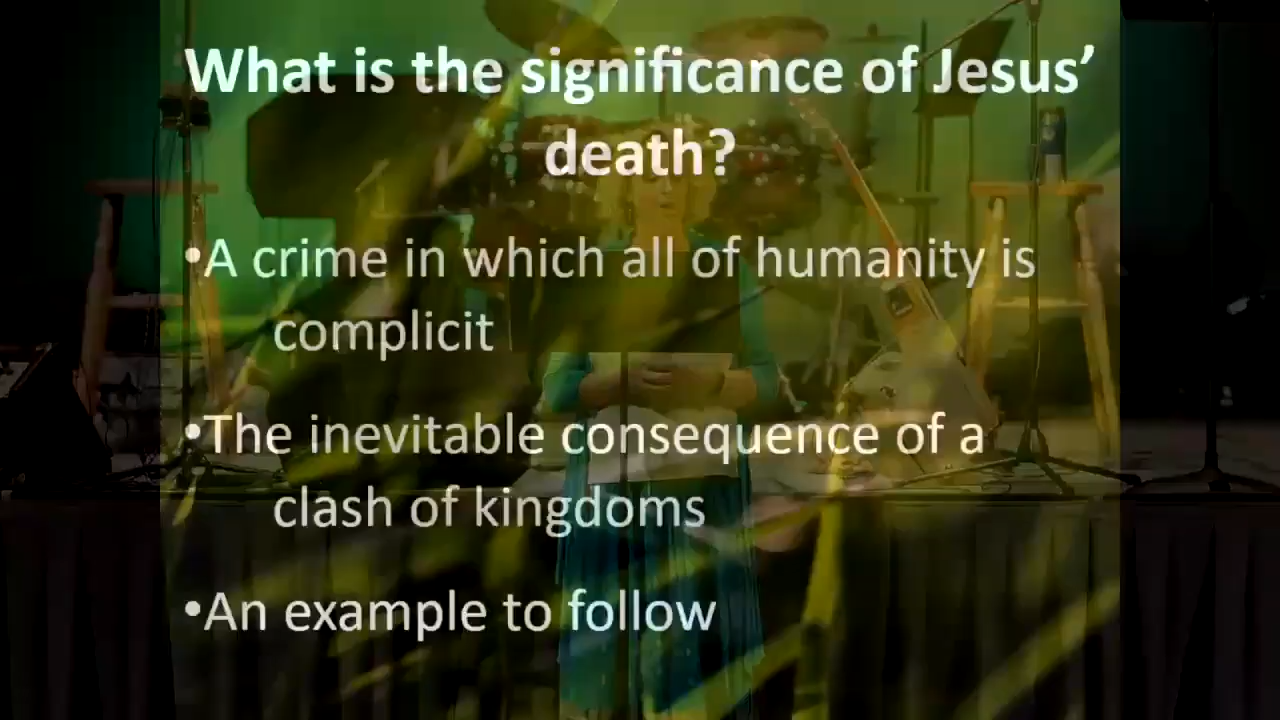 What is the significance of Jesus’
death?
•A crime in which all of humanity is
complicit
•The inevitable consequence of a
clash of kingdoms
•An example to follow